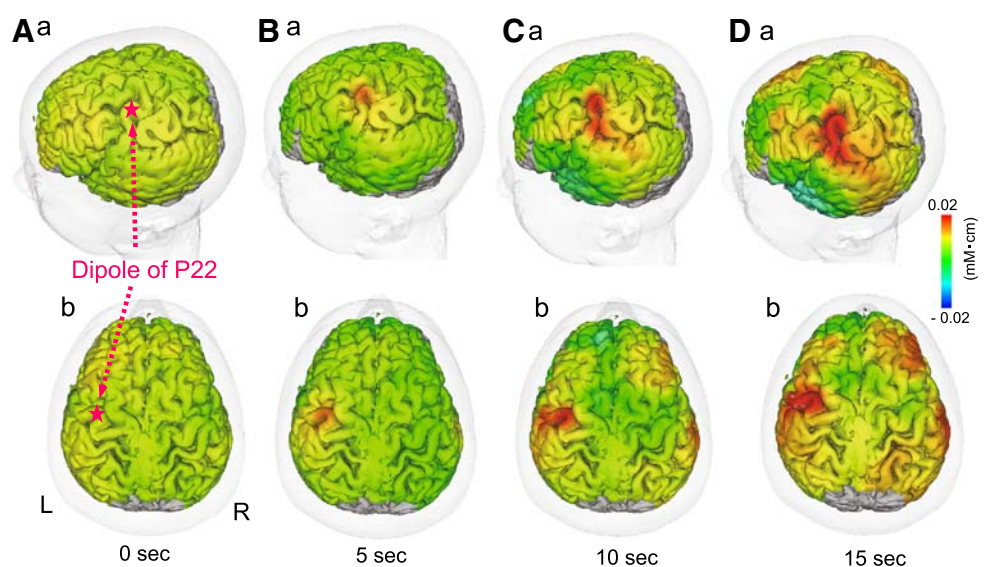 A a
B a
C a
D a
0.02
(mM・cm)
- 0.02
Dipole of P22
b
b
b
b
L
R
0 sec
5 sec
10 sec
15 sec